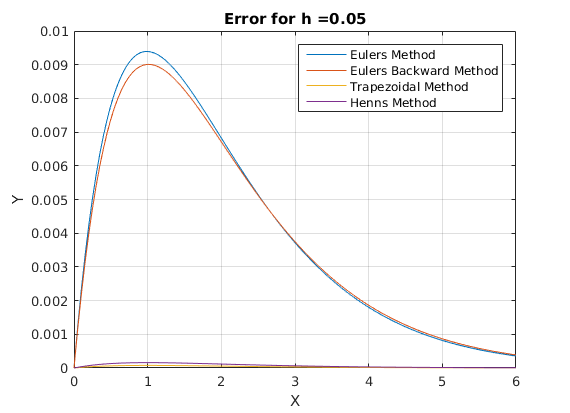 Error for h =0.05
Eulers Method
Eulers Backward Method
Trapezoidal Method
Henns Method
0.01
0.009
0.008
0.007
0.006
0.005
0.004
0.003
0.002
0.001
0
Y
0 1 2 3 4 5 6
X